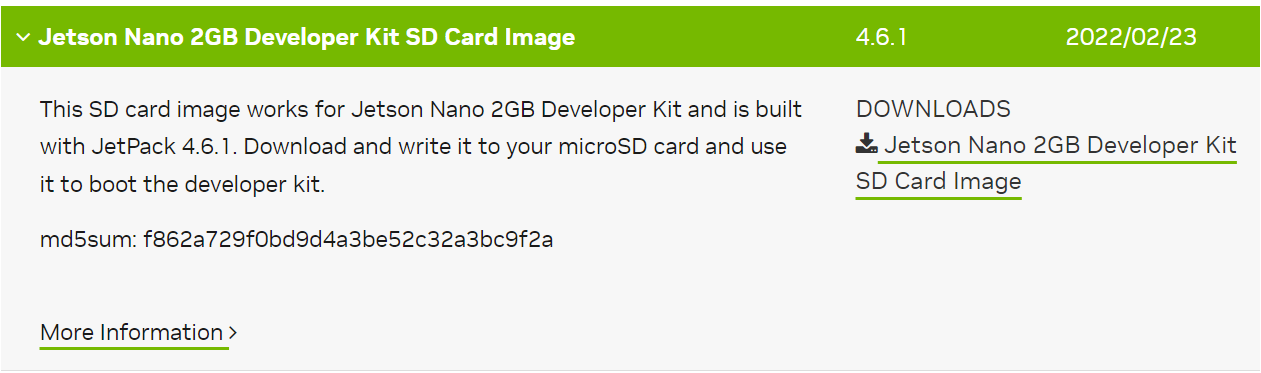 Jetson Nano 2GB Developer Kit SD Card Image 4.6.1 2022/02/23
This SD card image works for Jetson Nano 2GB Developer Kit and is built
with JetPack 4.6.1. Download and write it to your microSD card and use
it to boot the developer kit.
md5sum: f862a729f0bd9d4a3be52c32a3bc9f2a
More Information
DOWNLOADS
Jetson Nano 2GB Developer Kit
SD Card Image